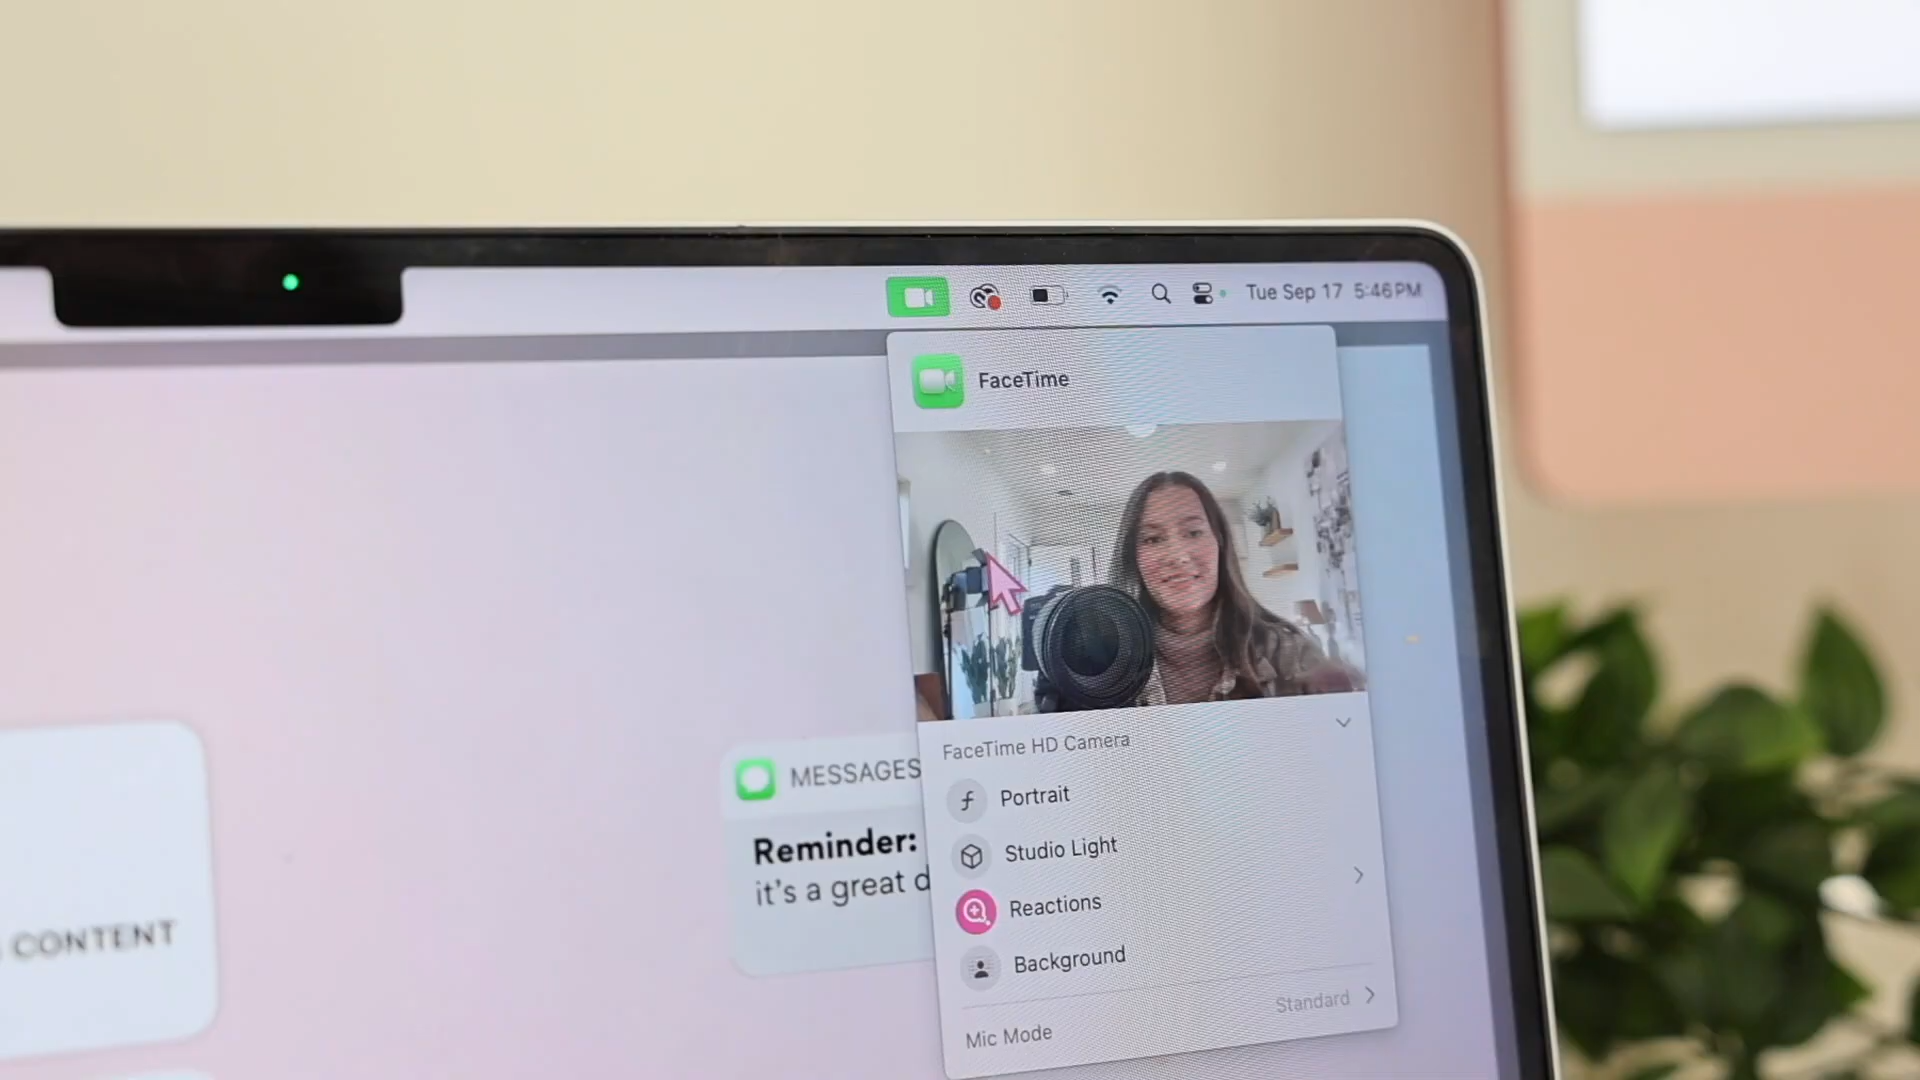 Tue Sep 17 5:46 PM
FaceTime
FaceTime HD Camera
Portrait
Studio Light
Reactions
Background
Mic Mode
Standard
MESSAGES
Reminder:
it's a great
CONTENT